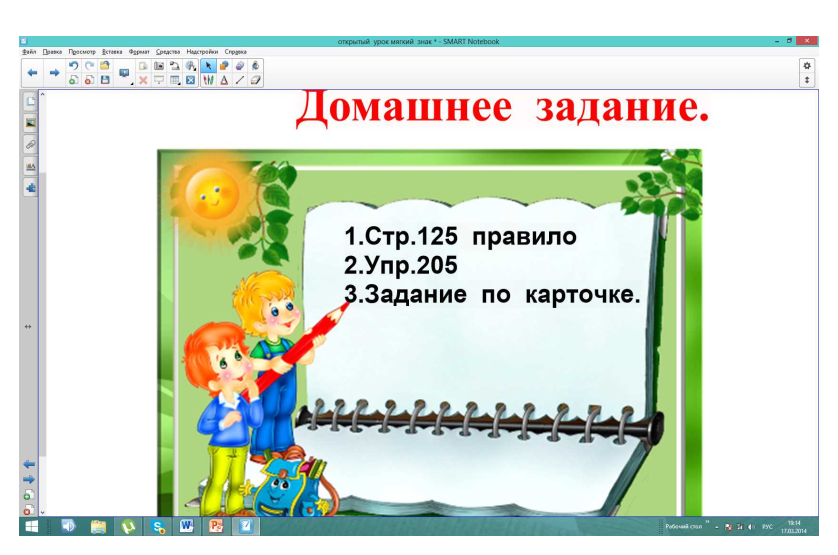 открытый урок мягкий знак * - SMART Notebook
Файл Правка Просмотр Вставка Формат Средства Надстройки Справка
Домашнее задание.
1.Стр.125 правило
2.Упр.205
3.Задание по карточке.
Рабочий стол
РУС
19:14
17.03.2014